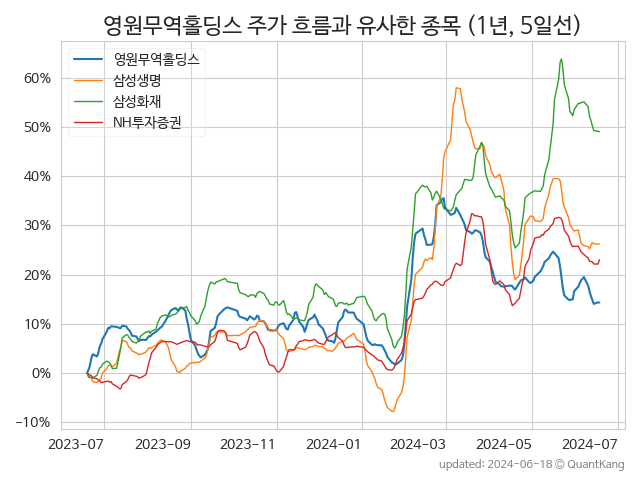 영원무역홀딩스 주가 흐름과 유사한 종목 (1년, 5일선)
영원무역홀딩스
삼성생명
삼성화재
NH투자증권
60%
50%
40%
30%
20%
10%
0%
-10%
2023-07 2023-09 2023-11 2024-01 2024-03 2024-05 2024-07
updated: 2024-06-18 © QuantKang